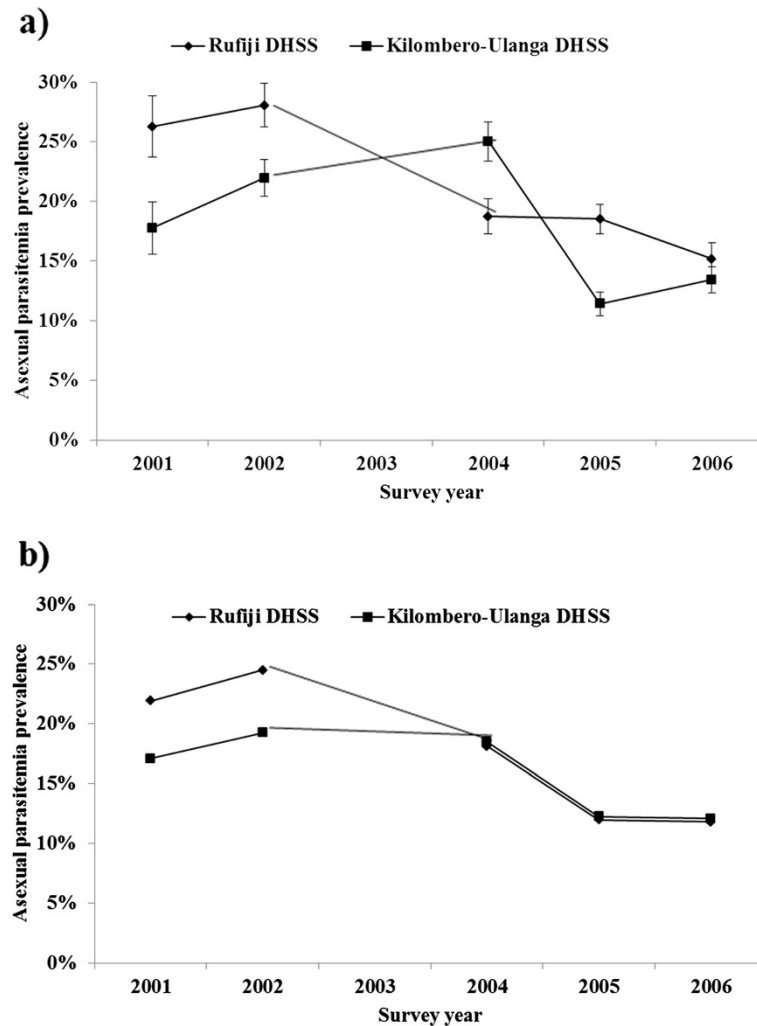 a)
Rufiji DHSS Kilombero-Ulanga DHSS
Asexual parasitemia prevalence
30%
25%
20%
15%
10%
5%
0%
2001 2002 2003 2004 2005 2006
Survey year
b)
Rufiji DHSS Kilombero-Ulanga DHSS
Asexual parasitemia prevalence
30%
25%
20%
15%
10%
5%
0%
2001 2002 2003 2004 2005 2006
Survey year